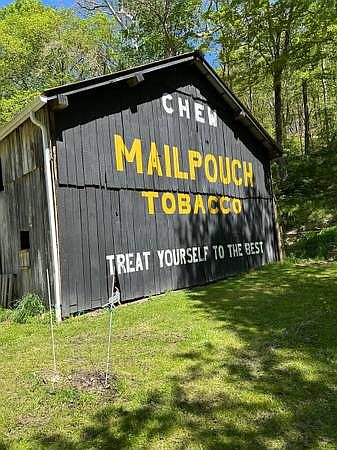 CHEW
MAILPOUCH
TOBACCO
TREAT YOURSELF TO THE BEST